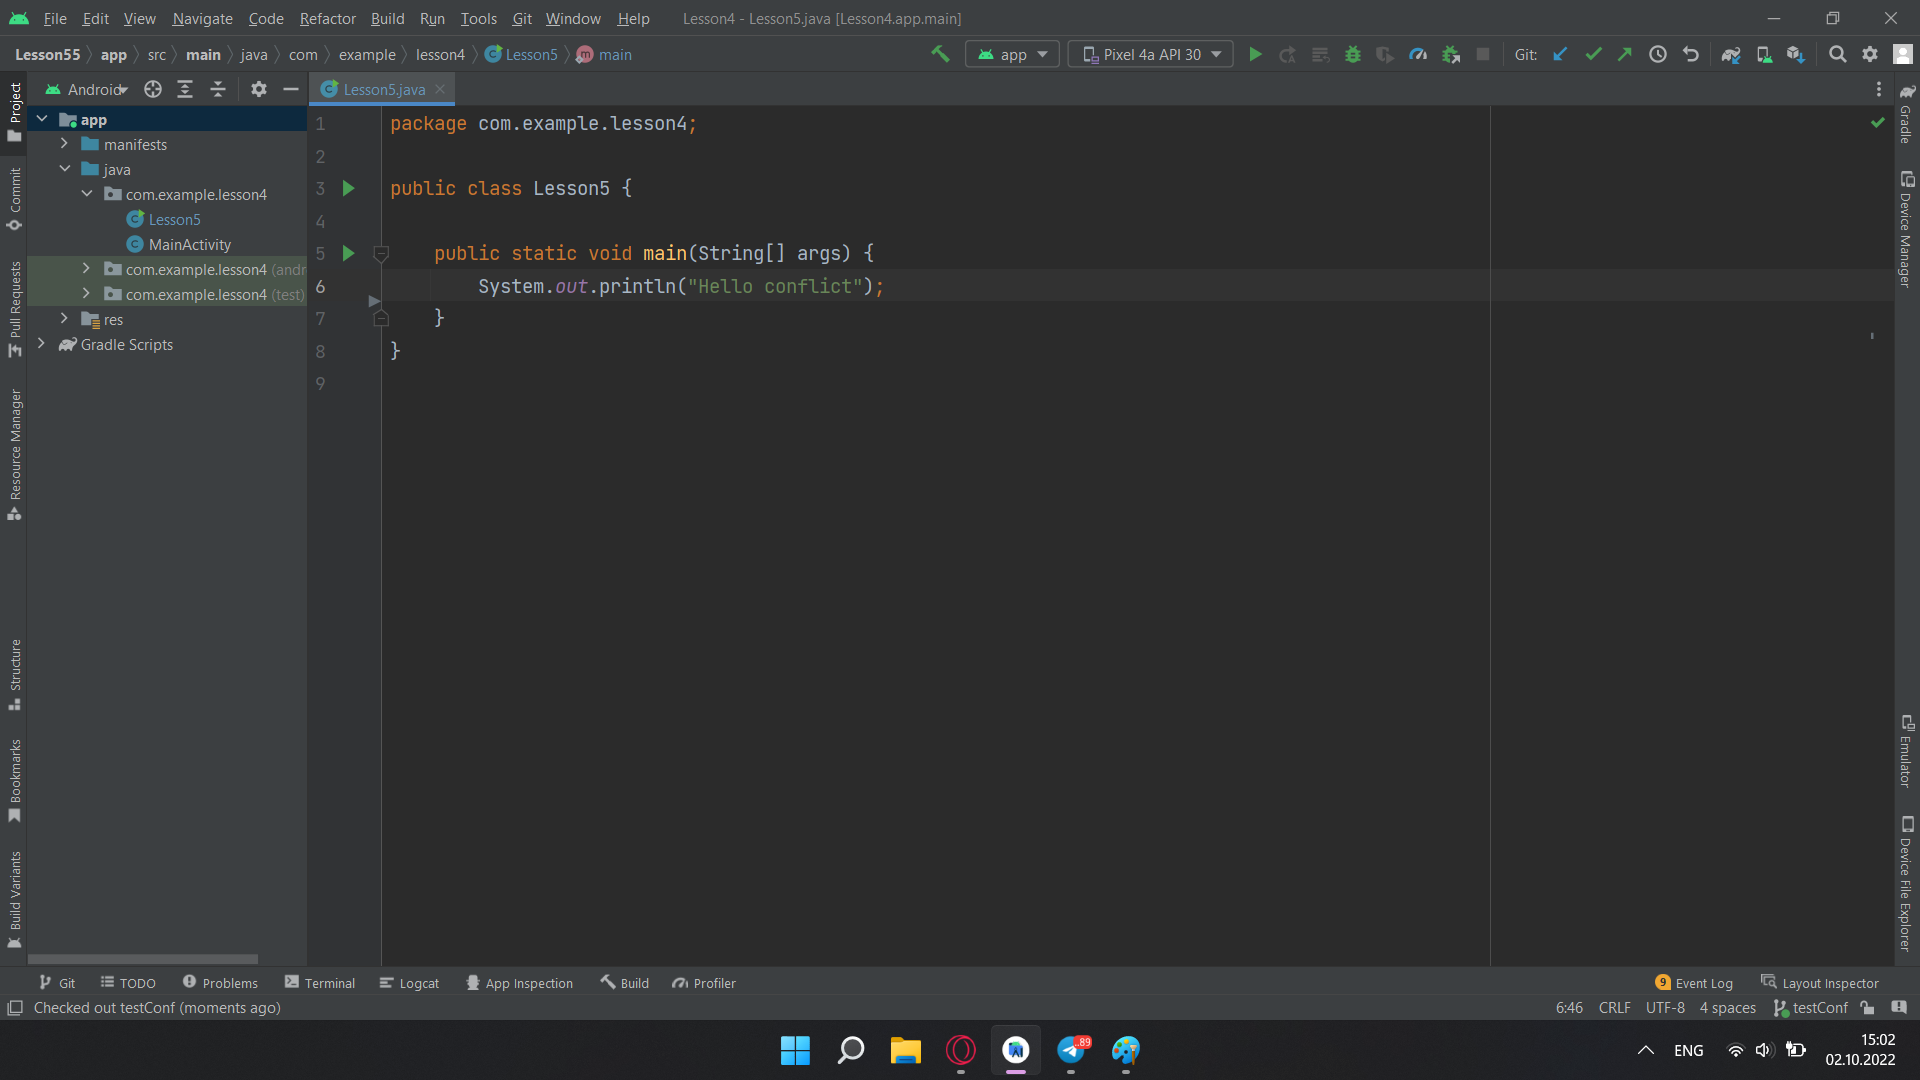 File Edit View Navigate Code Refactor Build Run Tools Git Window Help Lesson4 - Lesson5.java [Lesson4.app.main]
Lesson55 app src main java com example lesson4 Lesson5 main app Pixel 4a API 30 Git:
Android
Lesson5.java
app
manifests
java
com.example.lesson4
Lesson5
MainActivity
com.example.lesson4 (andr
com.example.lesson4 (test)
res
Gradle Scripts
1 package com.example.lesson4;
2
3 public class Lesson5 {
4
5 public static void main(String[] args) {
6 System.out.println("Hello conflict");
7 }
8 }
9
Project
Commit
Pull Requests
Resource Manager
Structure
Bookmarks
Build Variants
Gradle
Device Manager
Emulator
Device File Explorer
Git TODO Problems Terminal Logcat App Inspection Build Profiler 9 Event Log Layout Inspector
Checked out testConf (moments ago) 6:46 CRLF UTF-8 4 spaces testConf
.89
ENG
15:02
02.10.2022